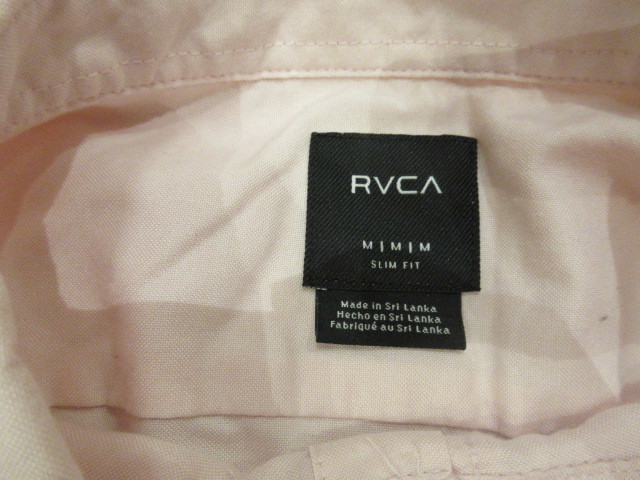 RVCA
M|M|M
SLIM FIT
Made in Sri Lanka
Hecho en Sri Lanka
Fabriqué au Sri Lanka